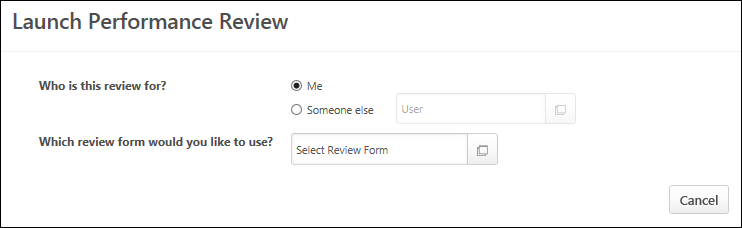 Launch Performance Review
Who is this review for?
Me
Someone else
User
Which review form would you like to use?
Select Review Form
Cancel